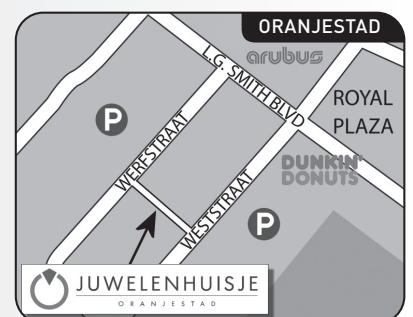 ORANJESTAD
arubus
L.G. SMITH BLVD
ROYAL
PLAZA
P
WERFSTRAAT
DUNKIN'
DONUTS
WESTSTRAAT
P
JUWELENHUISJE
ORANJESTAD